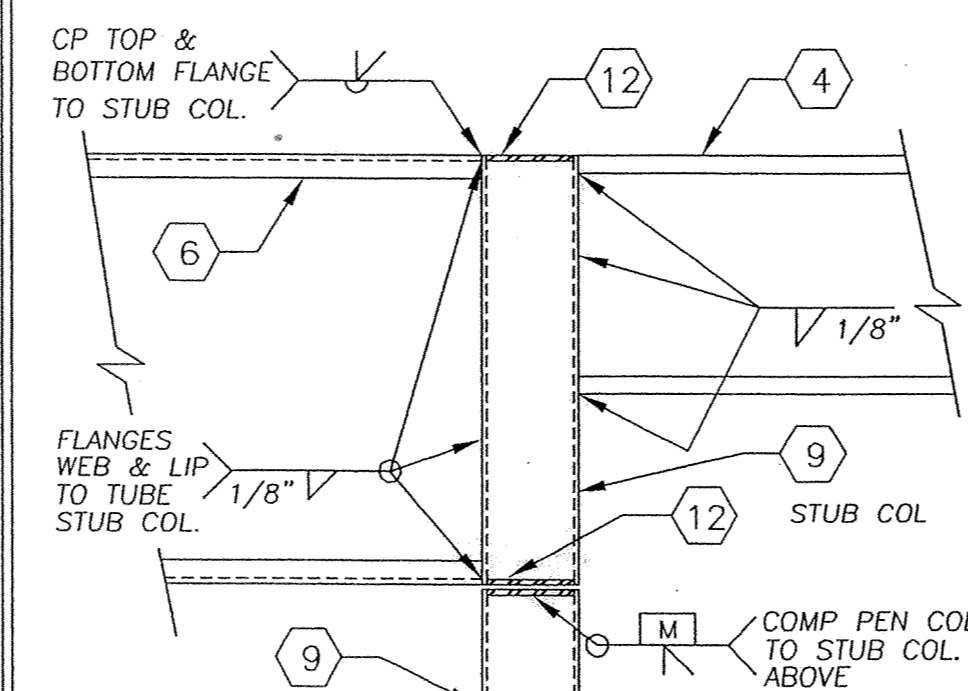 CP TOP &
BOTTOM FLANGE
TO STUB COL.
12
4
6
1/8"
FLANGES
WEB & LIP
TO TUBE
STUB COL.
1/8"
9
12
STUB COL
M
COMP PEN COL
TO STUB COL.
ABOVE
9